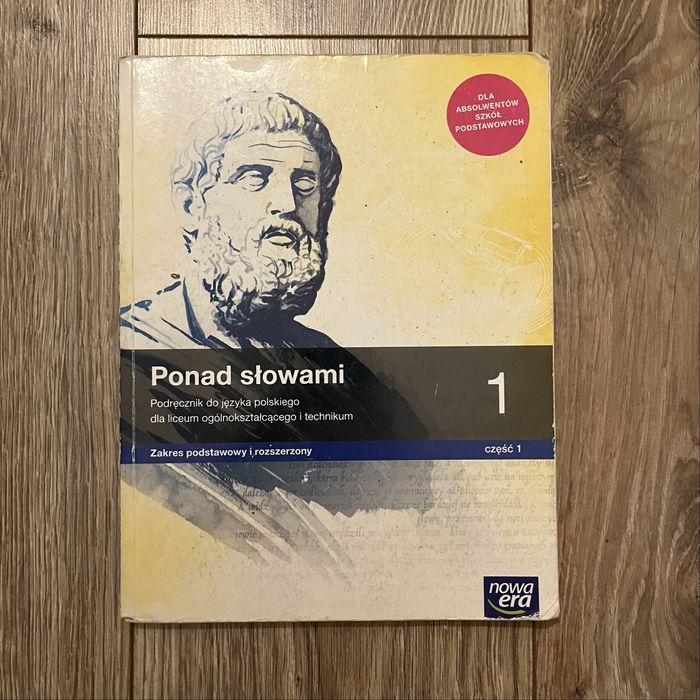 DLA
ABSOLWENTÓW
SZKÓŁ
PODSTAWOWYCH
Ponad słowami
1
Podręcznik do języka polskiego
dla liceum ogólnokształcącego i technikum
Zakres podstawowy i rozszerzony
część 1
nowa
era